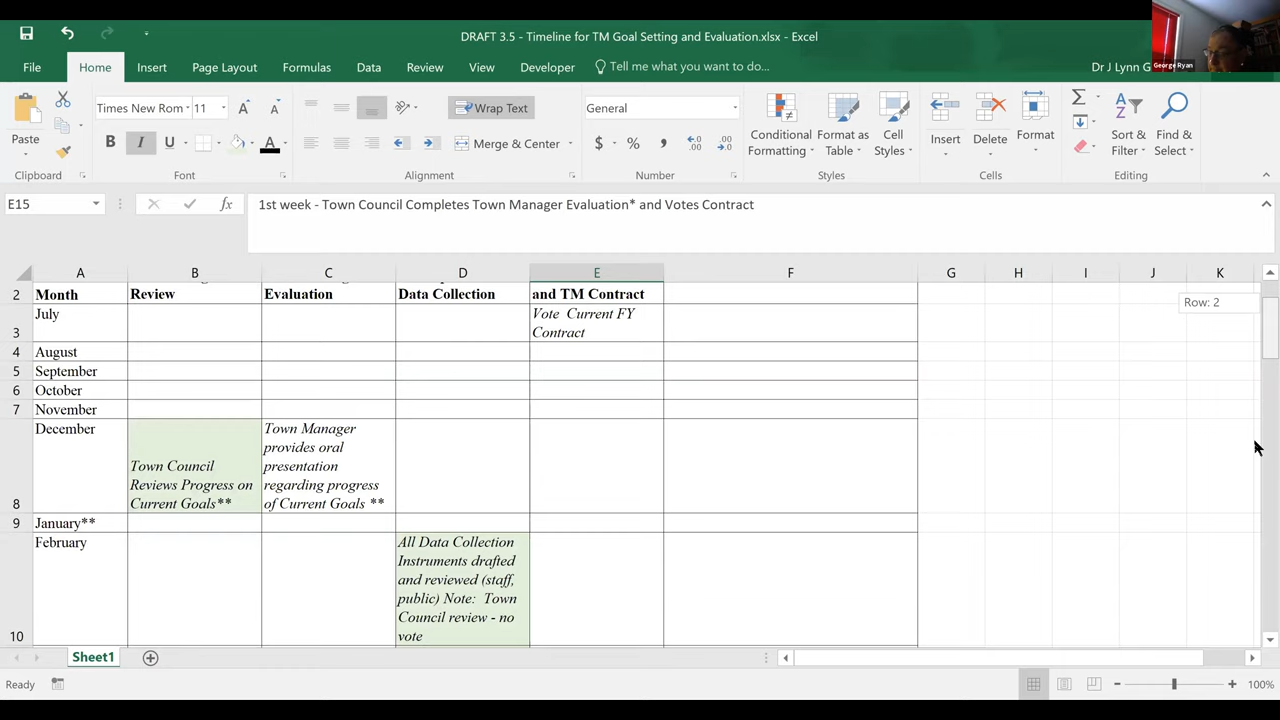 DRAFT 3.5 - Timeline for TM Goal Setting and Evaluation.xlsx - Excel
George Ryan
File Home Insert Page Layout Formulas Data Review View Developer Tell me what you want to do... Dr J Lynn G
Times New Rom 11 A A Wrap Text General
Paste B I U A Merge & Center $ % , Conditional Formatting Format as Table Cell Styles Insert Delete Format Sort & Filter Find & Select
Clipboard Font Alignment Number Styles Cells Editing
E15 fx 1st week - Town Council Completes Town Manager Evaluation* and Votes Contract
A B C D E F G H I J K
2 Month Review Evaluation Data Collection and TM Contract
Row: 2
3 July Vote Current FY
Contract
4 August
5 September
6 October
7 November
8 December
Town Council
Reviews Progress on
Current Goals**
Town Manager
provides oral
presentation
regarding progress
of Current Goals **
9 January**
10 February
All Data Collection
Instruments drafted
and reviewed (staff,
public) Note: Town
Council review - no
vote
Sheet1
Ready 100%